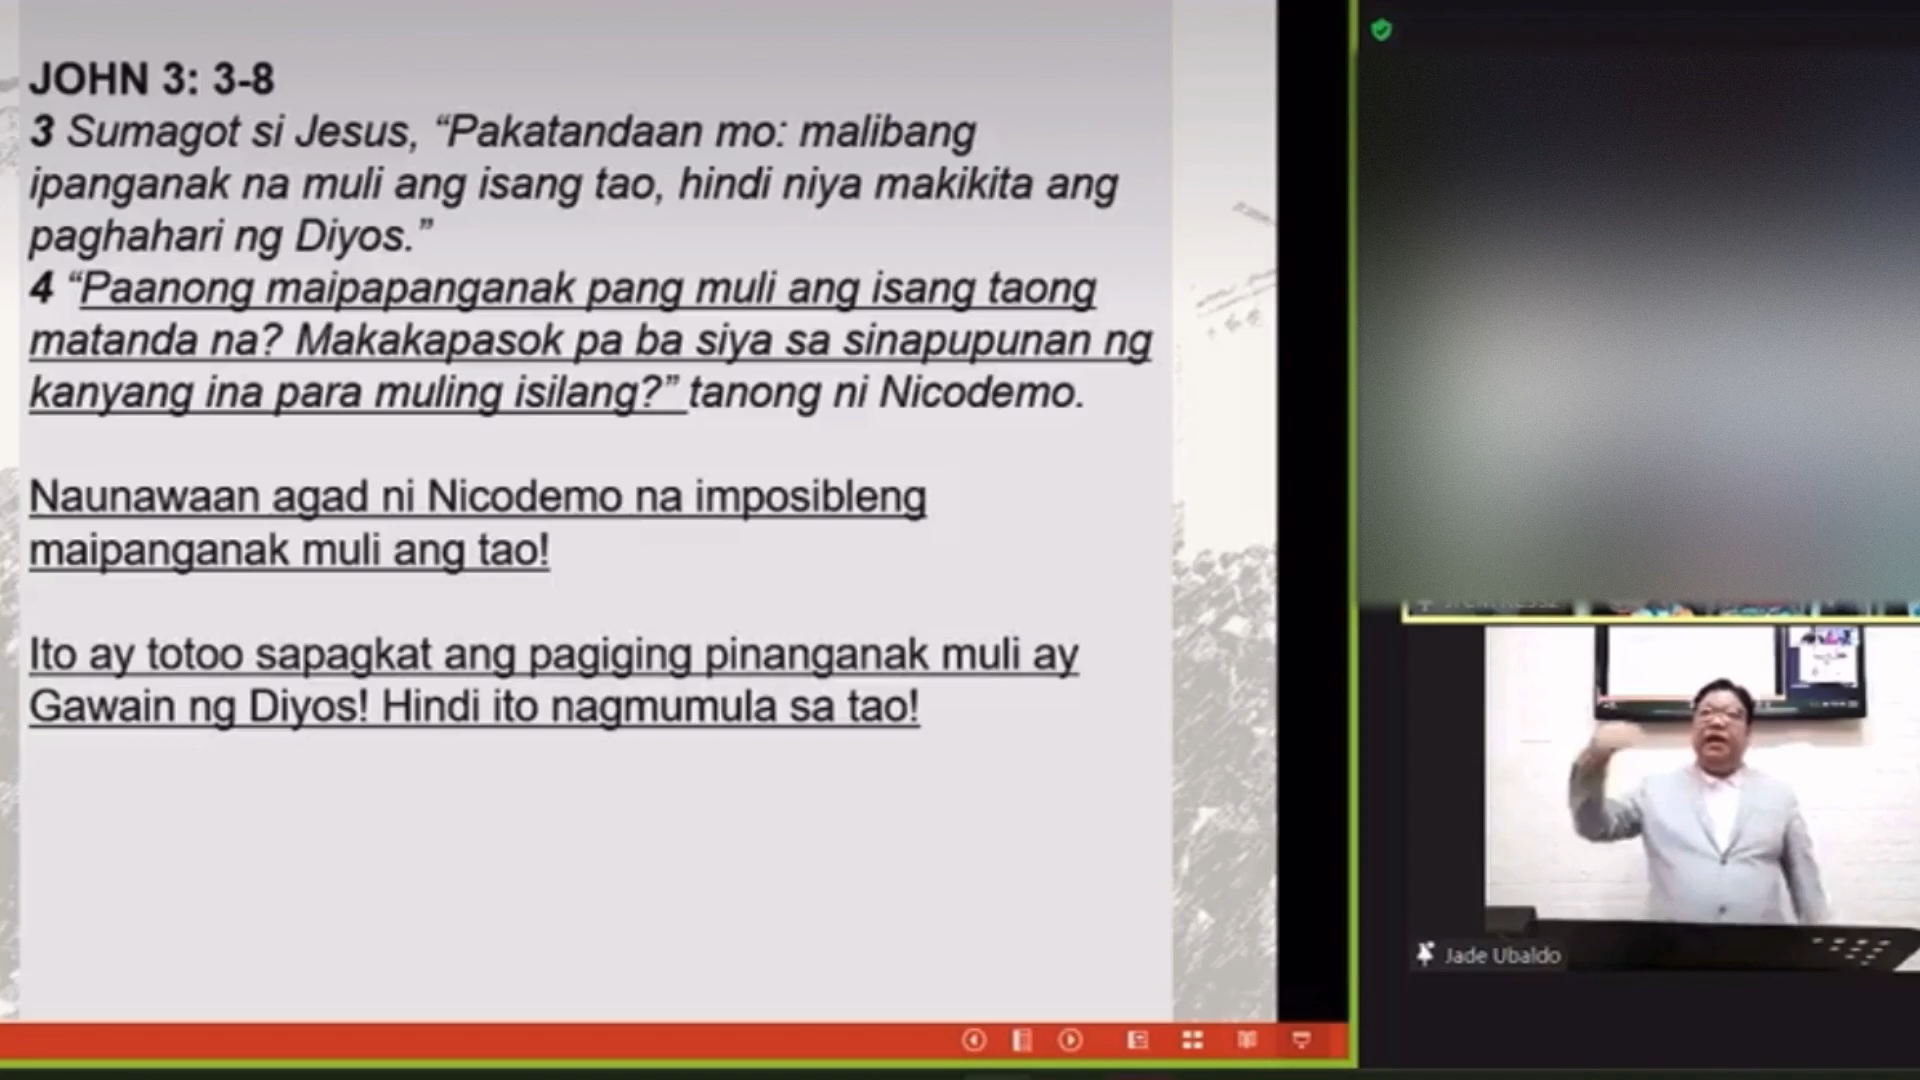 JOHN 3: 3-8
3 Sumagot si Jesus, “Pakatandaan mo: malibang
ipanganak na muli ang isang tao, hindi niya makikita ang
paghahari ng Diyos.”
4 “Paanong maipapanganak pang muli ang isang taong
matanda na? Makakapasok pa ba siya sa sinapupunan ng
kanyang ina para muling isilang?” tanong ni Nicodemo.
Naunawaan agad ni Nicodemo na imposibleng
maipanganak muli ang tao!
Ito ay totoo sapagkat ang pagiging pinanganak muli ay
Gawain ng Diyos! Hindi ito nagmumula sa tao!
Jade Ubaldo